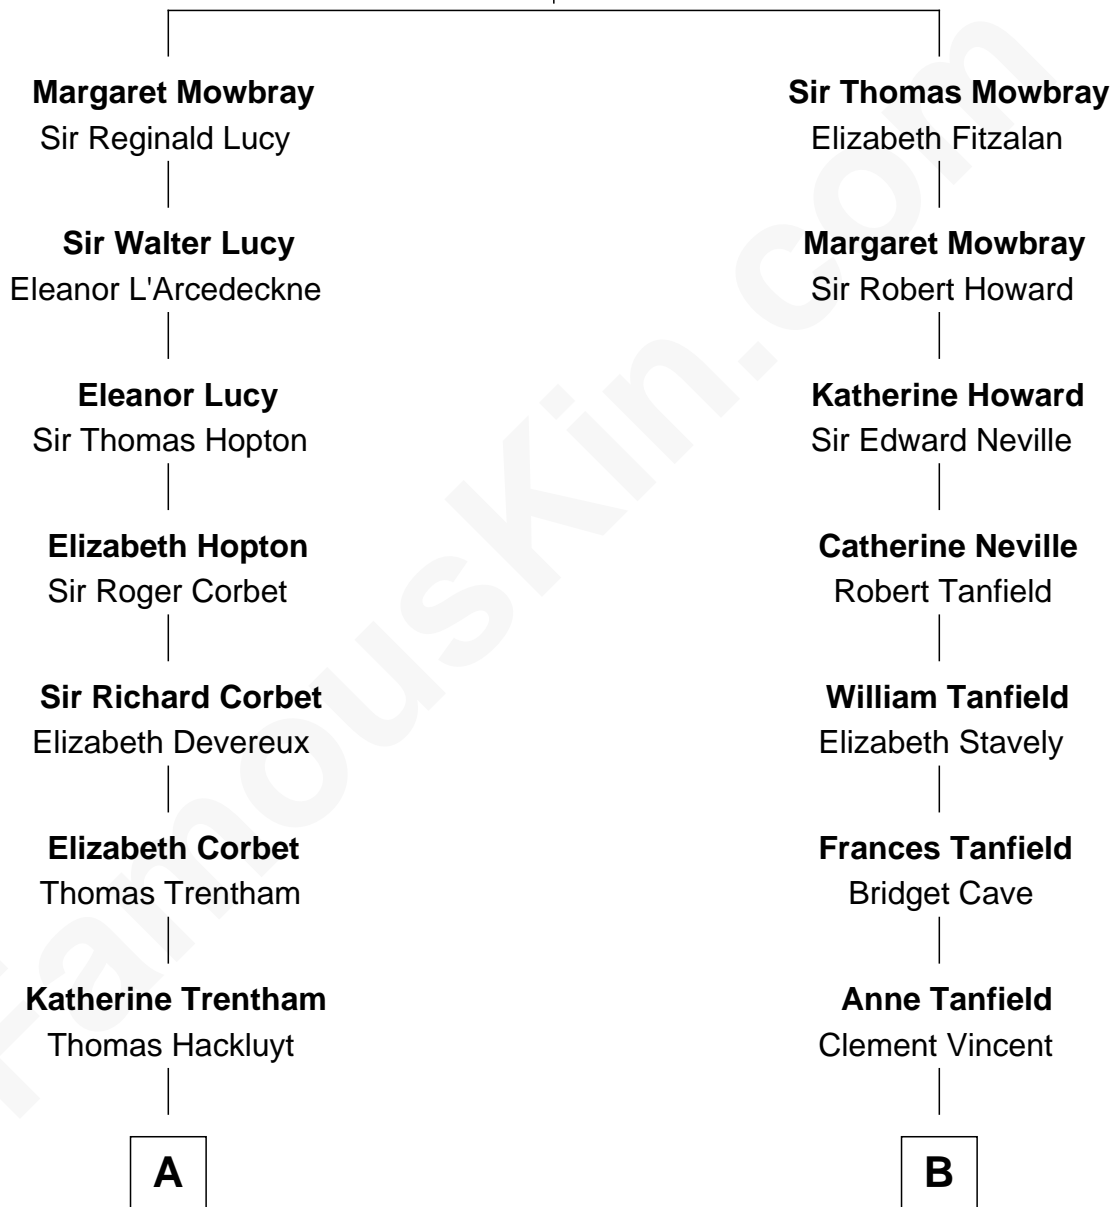 Margaret Mowbray
Sir Reginald Lucy
Sir Walter Lucy
Eleanor L'Arcedeckne
Eleanor Lucy
Sir Thomas Hopton
Elizabeth Hopton
Sir Roger Corbet
Sir Richard Corbet
Elizabeth Devereux
Elizabeth Corbet
Thomas Trentham
Katherine Trentham
Thomas Hackluyt
A
Sir Thomas Mowbray
Elizabeth Fitzalan
Margaret Mowbray
Sir Robert Howard
Katherine Howard
Sir Edward Neville
Catherine Neville
Robert Tanfield
William Tanfield
Elizabeth Stavely
Frances Tanfield
Bridget Cave
Anne Tanfield
Clement Vincent
B
FamousKin.com